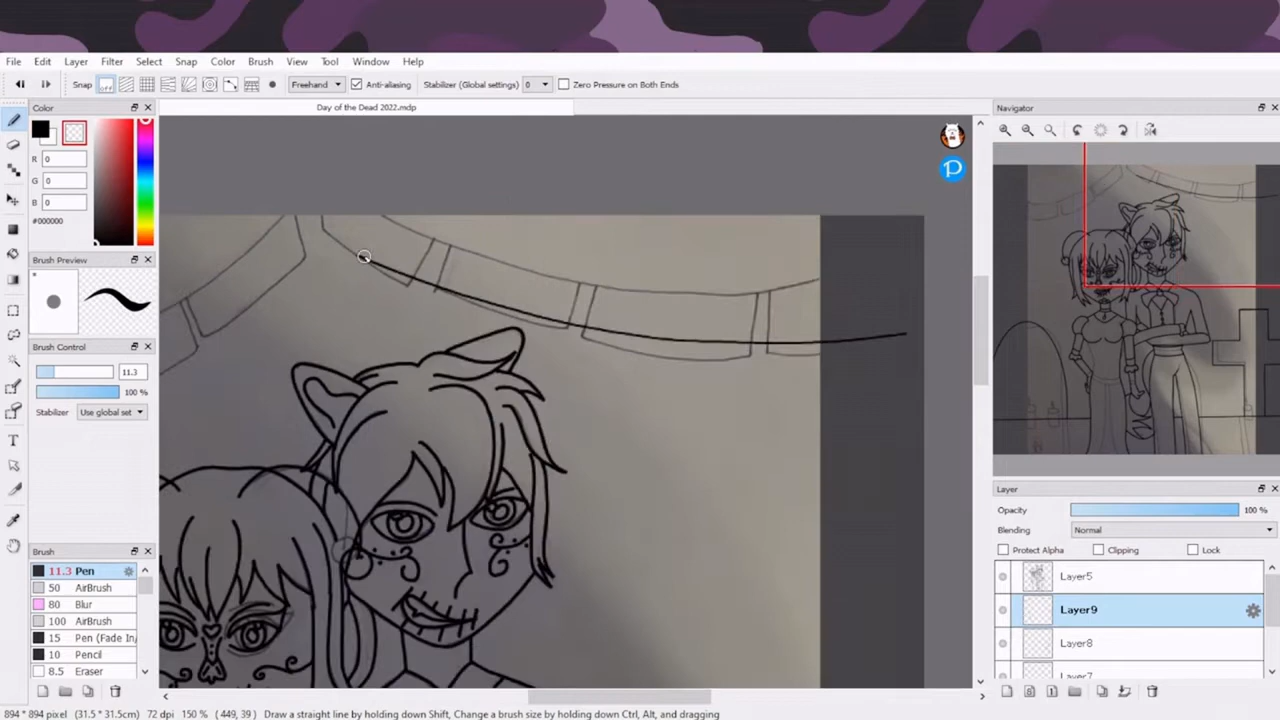 File Edit Layer Filter Select Snap Color Brush View Tool Window Help
Snap OFF Freehand Anti-aliasing Stabilizer (Global settings) 0 Zero Pressure on Both Ends
Color
Day of the Dead 2022.mdp
Navigator
R 0
G 0
B 0
#000000
Brush Preview
Brush Control
11.3
100 %
Stabilizer Use global set
Layer
Opacity 100 %
Blending Normal
Protect Alpha Clipping Lock
Layer5
Layer9
Layer8
Layer7
Brush
11.3 Pen
50 AirBrush
80 Blur
100 AirBrush
15 Pen (Fade In/
10 Pencil
8.5 Eraser
894 * 894 pixel (31.5 * 31.5cm) 72 dpi 150 % ( 449, 39) Draw a straight line by holding down Shift, Change a brush size by holding down Ctrl, Alt, and dragging